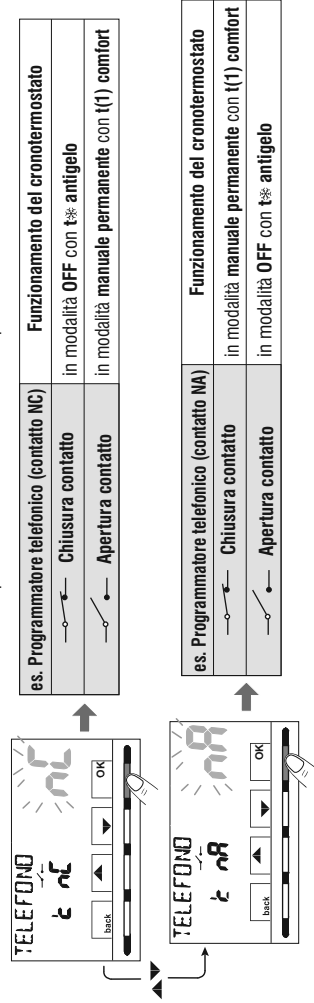 TELEFONO
nC
'c nC
back
OK
es. Programmatore telefonico (contatto NC)
Funzionamento del cronotermostato
Chiusura contatto
in modalità OFF con t❄ antigelo
Apertura contatto
in modalità manuale permanente con t(1) comfort
TELEFONO
nA
'c nA
back
OK
es. Programmatore telefonico (contatto NA)
Funzionamento del cronotermostato
Chiusura contatto
in modalità manuale permanente con t(1) comfort
Apertura contatto
in modalità OFF con t❄ antigelo